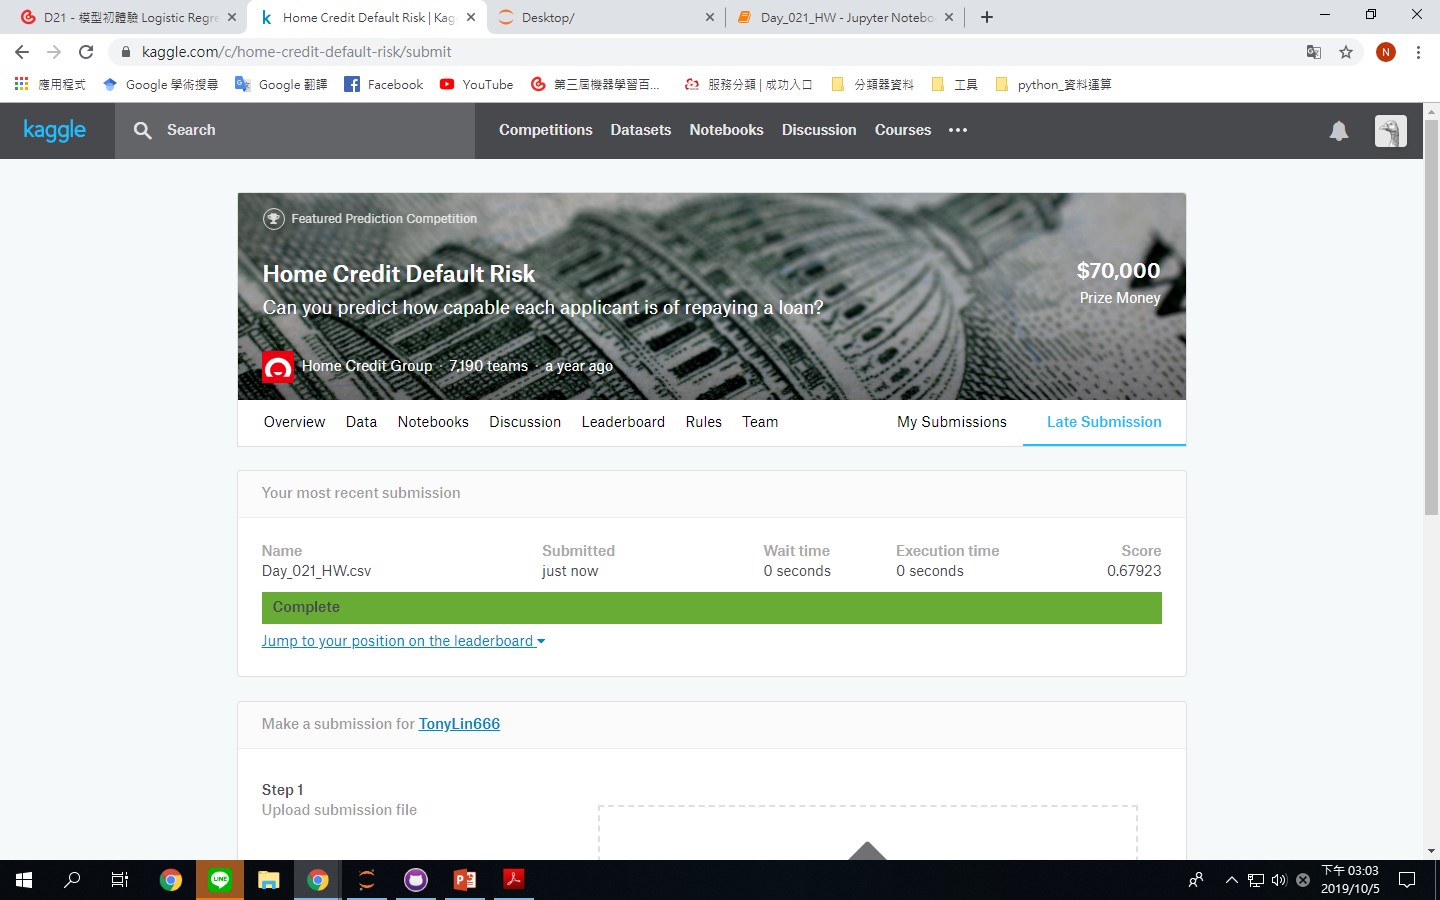 D21 - 模型初體驗 Logistic Regre
Home Credit Default Risk | Kag
Desktop/
Day_021_HW - Jupyter Notebo
kaggle.com/c/home-credit-default-risk/submit
N
應用程式
Google 學術搜尋
Google 翻譯
Facebook
YouTube
第三屆機器學習百...
服務分類 | 成功入口
分類器資料
工具
python_資料運算
kaggle
Search
Competitions
Datasets
Notebooks
Discussion
Courses
Featured Prediction Competition
Home Credit Default Risk
Can you predict how capable each applicant is of repaying a loan?
$70,000
Prize Money
Home Credit Group · 7,190 teams · a year ago
Overview
Data
Notebooks
Discussion
Leaderboard
Rules
Team
My Submissions
Late Submission
Your most recent submission
Name Submitted Wait time Execution time Score
Day_021_HW.csv just now 0 seconds 0 seconds 0.67923
Complete
Jump to your position on the leaderboard
Make a submission for TonyLin666
Step 1
Upload submission file
LINE
下午 03:03
2019/10/5